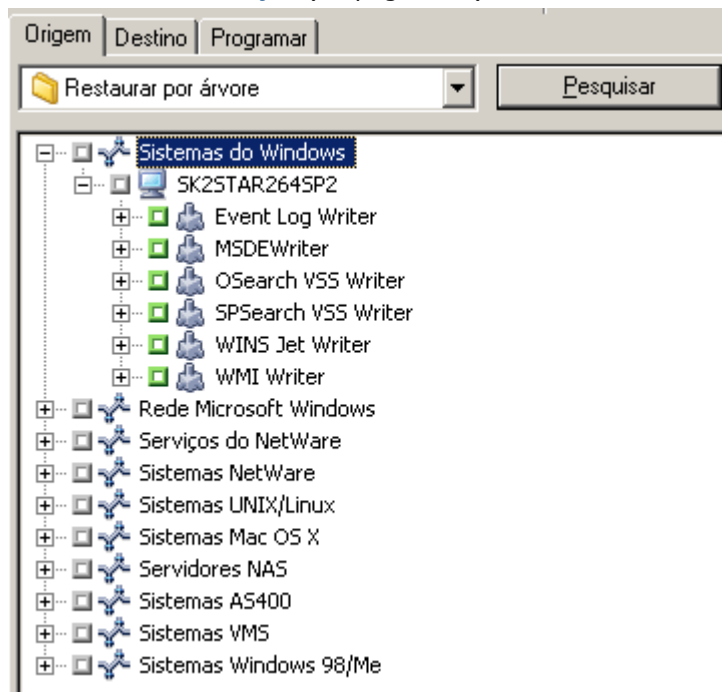 Origem Destino Programar
Restaurar por árvore Pesquisar
Sistemas do Windows
SK2STAR264SP2
Event Log Writer
MSDEWriter
OSearch VSS Writer
SPSearch VSS Writer
WINS Jet Writer
WMI Writer
Rede Microsoft Windows
Serviços do NetWare
Sistemas NetWare
Sistemas UNIX/Linux
Sistemas Mac OS X
Servidores NAS
Sistemas AS400
Sistemas VMS
Sistemas Windows 98/Me